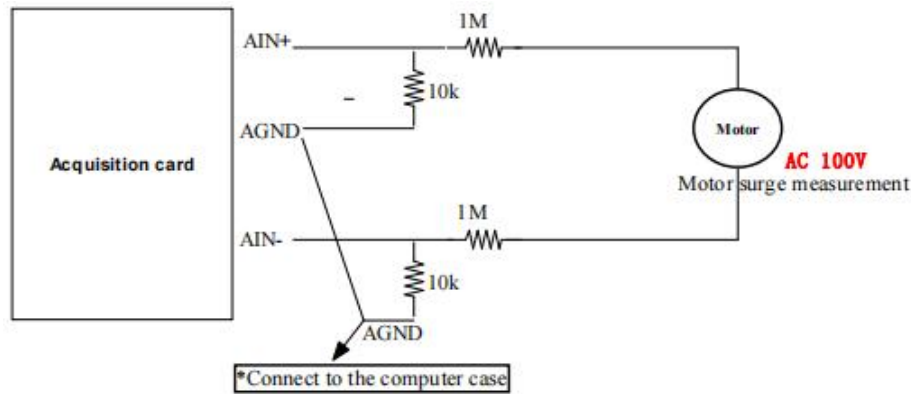 1M
AIN+
10k
AGND
Acquisition card
Motor
AC 100V
Motor surge measurement
1M
AIN-
10k
AGND
*Connect to the computer case